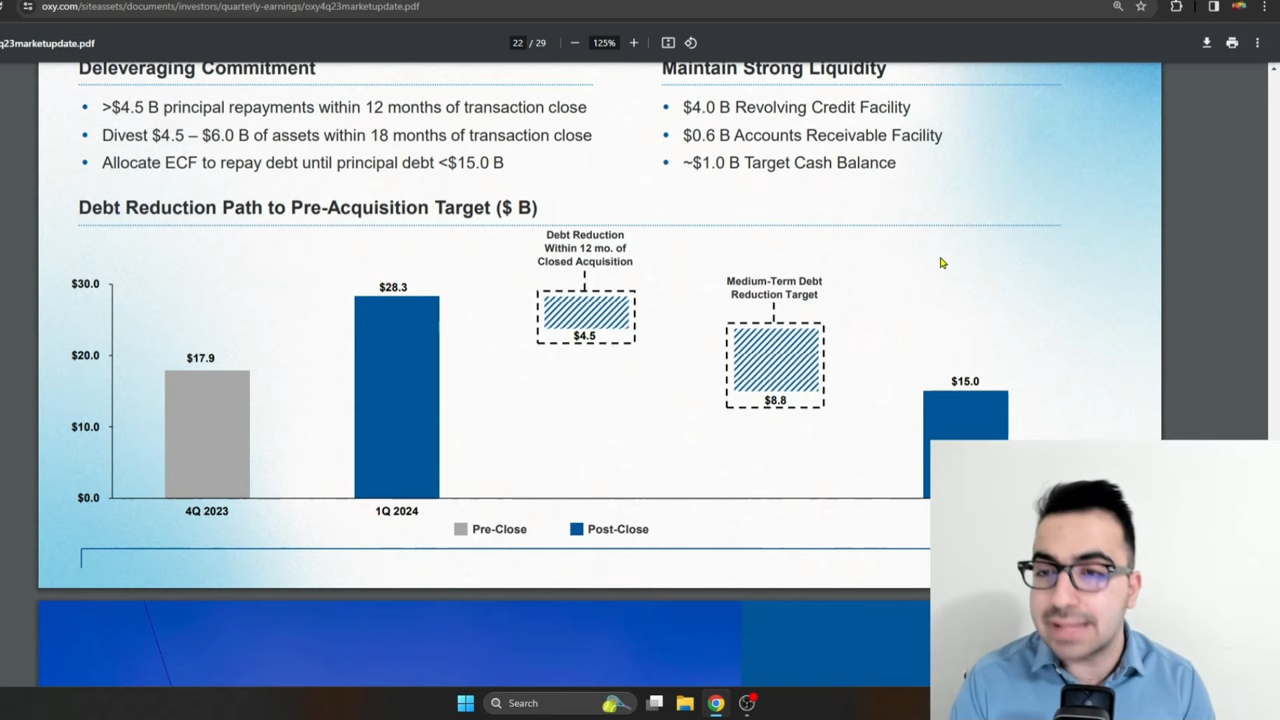 oxy.com/siteassets/documents/investors/quarterly-earnings/oxy4q23marketupdate.pdf
q23marketupdate.pdf
22 / 29
125%
Deleveraging Commitment
• >$4.5 B principal repayments within 12 months of transaction close
• Divest $4.5 – $6.0 B of assets within 18 months of transaction close
• Allocate ECF to repay debt until principal debt <$15.0 B
Maintain Strong Liquidity
• $4.0 B Revolving Credit Facility
• $0.6 B Accounts Receivable Facility
• ~$1.0 B Target Cash Balance
Debt Reduction Path to Pre-Acquisition Target ($ B)
Debt Reduction
Within 12 mo. of
Closed Acquisition
Medium-Term Debt
Reduction Target
$30.0
$20.0
$10.0
$0.0
$17.9
$28.3
$4.5
$8.8
$15.0
4Q 2023
1Q 2024
Pre-Close
Post-Close
Search